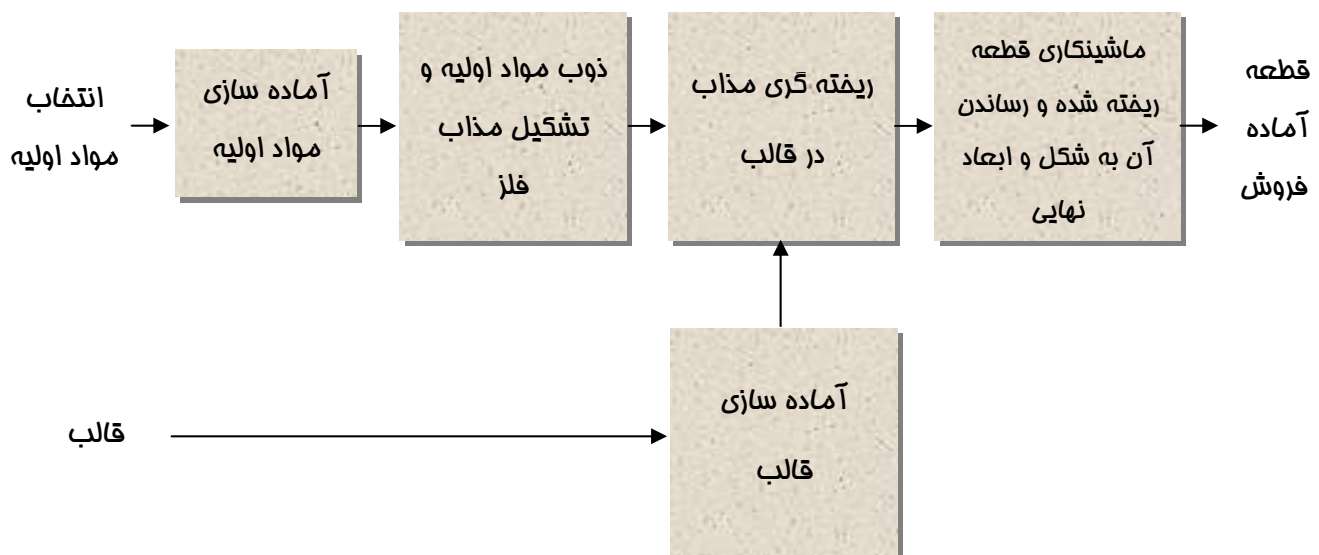 انتخاب
مواد اولیه
آماده سازی
مواد اولیه
ذوب مواد اولیه و
تشکیل مذاب
فلز
ریخته گری مذاب
در قالب
ماشینکاری قطعه
ریخته شده و رساندن
آن به شکل و ابعاد
نهایی
قطعه
آماده
فروش
قالب
آماده سازی
قالب